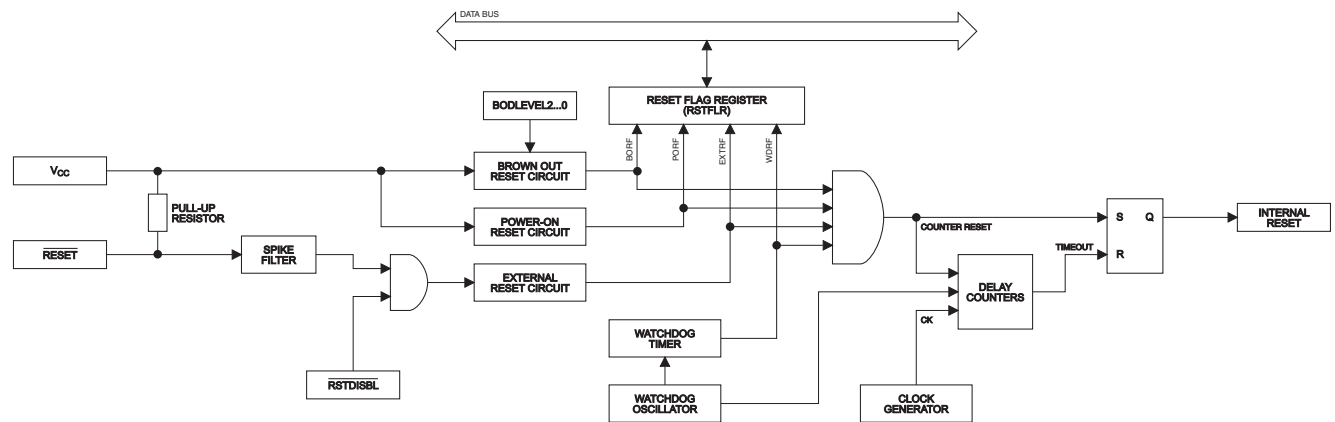 DATA BUS
RESET FLAG REGISTER
(RSTFLR)
BODLEVEL2...0
BORF
PORF
EXTRF
WDRF
VCC
BROWN OUT
RESET CIRCUIT
PULL-UP
RESISTOR
POWER-ON
RESET CIRCUIT
S
Q
INTERNAL
RESET
COUNTER RESET
RESET
SPIKE
FILTER
TIMEOUT
R
EXTERNAL
RESET CIRCUIT
DELAY
COUNTERS
CK
WATCHDOG
TIMER
RSTDISBL
WATCHDOG
OSCILLATOR
CLOCK
GENERATOR